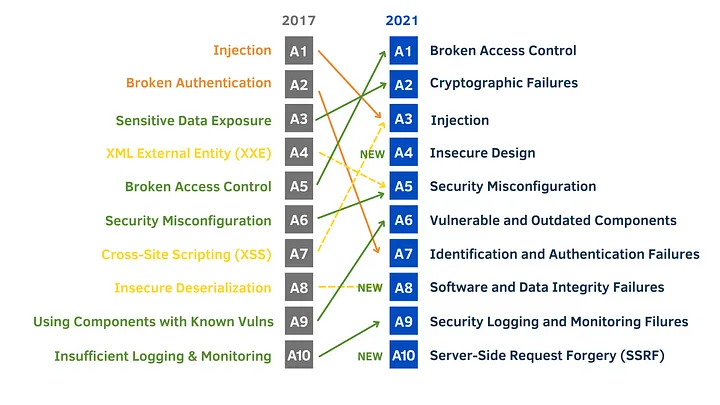 2017 2021
Injection A1 A1 Broken Access Control
Broken Authentication A2 A2 Cryptographic Failures
Sensitive Data Exposure A3 A3 Injection
XML External Entity (XXE) A4 NEW A4 Insecure Design
Broken Access Control A5 A5 Security Misconfiguration
Security Misconfiguration A6 A6 Vulnerable and Outdated Components
Cross-Site Scripting (XSS) A7 A7 Identification and Authentication Failures
Insecure Deserialization A8 NEW A8 Software and Data Integrity Failures
Using Components with Known Vulns A9 A9 Security Logging and Monitoring Filures
Insufficient Logging & Monitoring A10 NEW A10 Server-Side Request Forgery (SSRF)